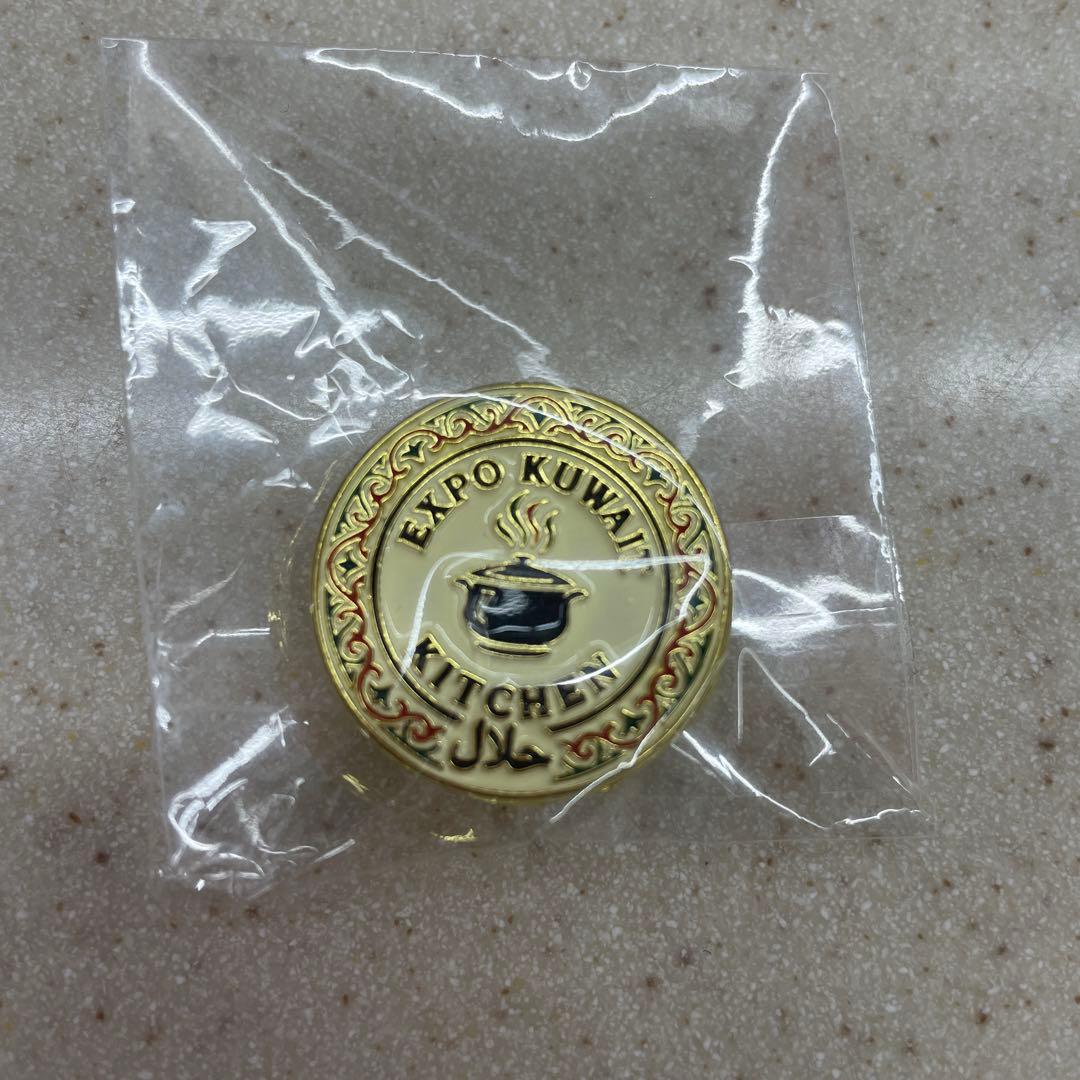 EXPO KUWAIT
KITCHEN
حلال